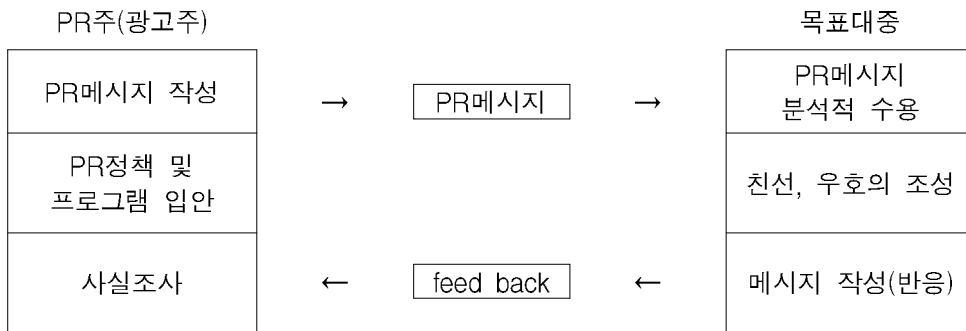 PR주(광고주)
목표대중
PR메시지 작성
→
PR메시지
→
PR메시지
분석적 수용
PR정책 및
프로그램 입안
친선, 우호의 조성
사실조사
←
feed back
←
메시지 작성(반응)